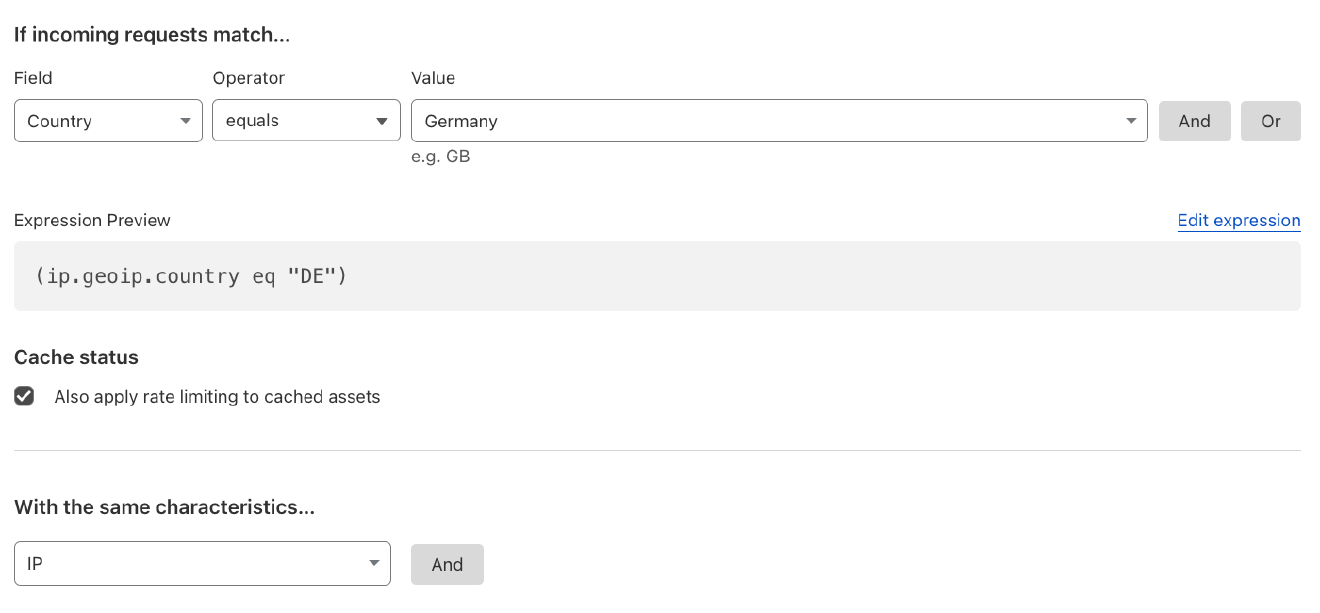 If incoming requests match...
Field Operator Value
Country equals Germany And Or
e.g. GB
Expression Preview Edit expression
(ip.geoip.country eq "DE")
Cache status
Also apply rate limiting to cached assets
With the same characteristics...
IP And